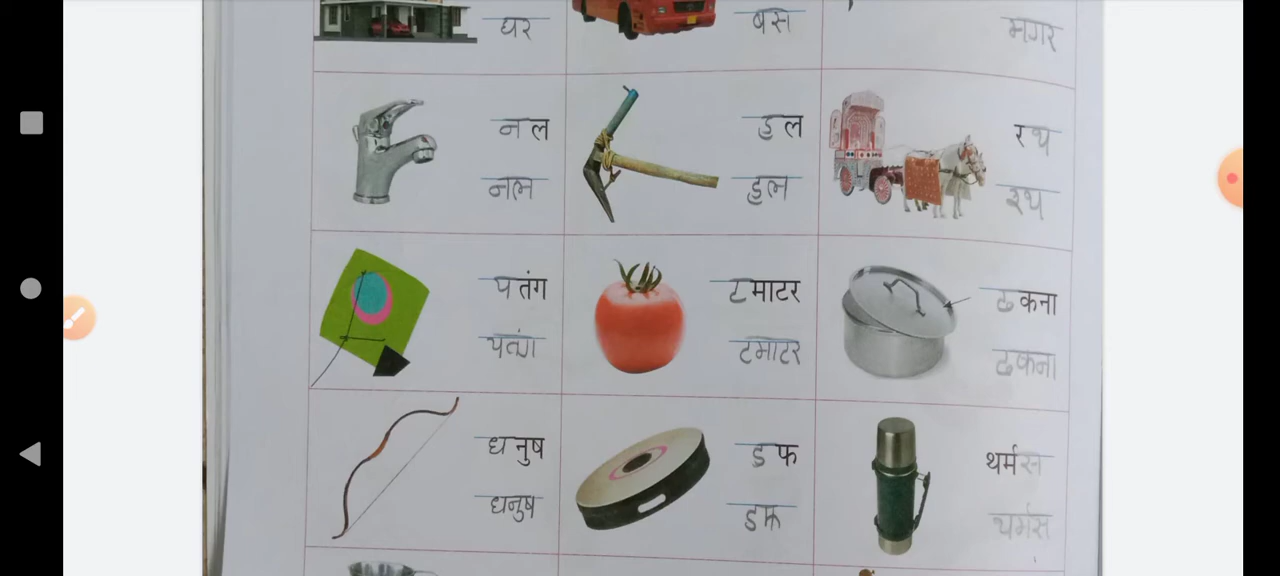 घर
बस
मगर
नल
हल
रथ
नल
हल
रथ
पतंग
टमाटर
ढकना
पतंग
टमाटर
ढकना
धनुष
डफ
थर्मस
धनुष
डफ
थर्मस